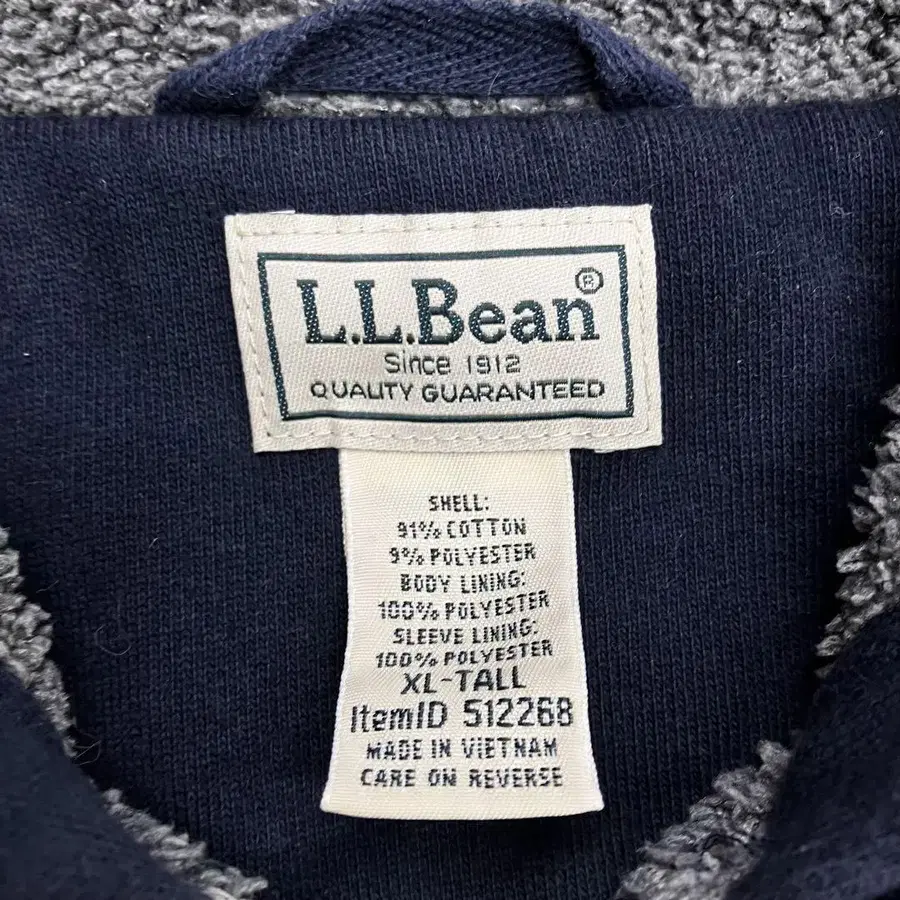 L.L.Bean®
Since 1912
QUALITY GUARANTEED
SHELL:
91% COTTON
9% POLYESTER
BODY LINING:
100% POLYESTER
SLEEVE LINING:
100% POLYESTER
XL-TALL
ItemID 512268
MADE IN VIETNAM
CARE ON REVERSE